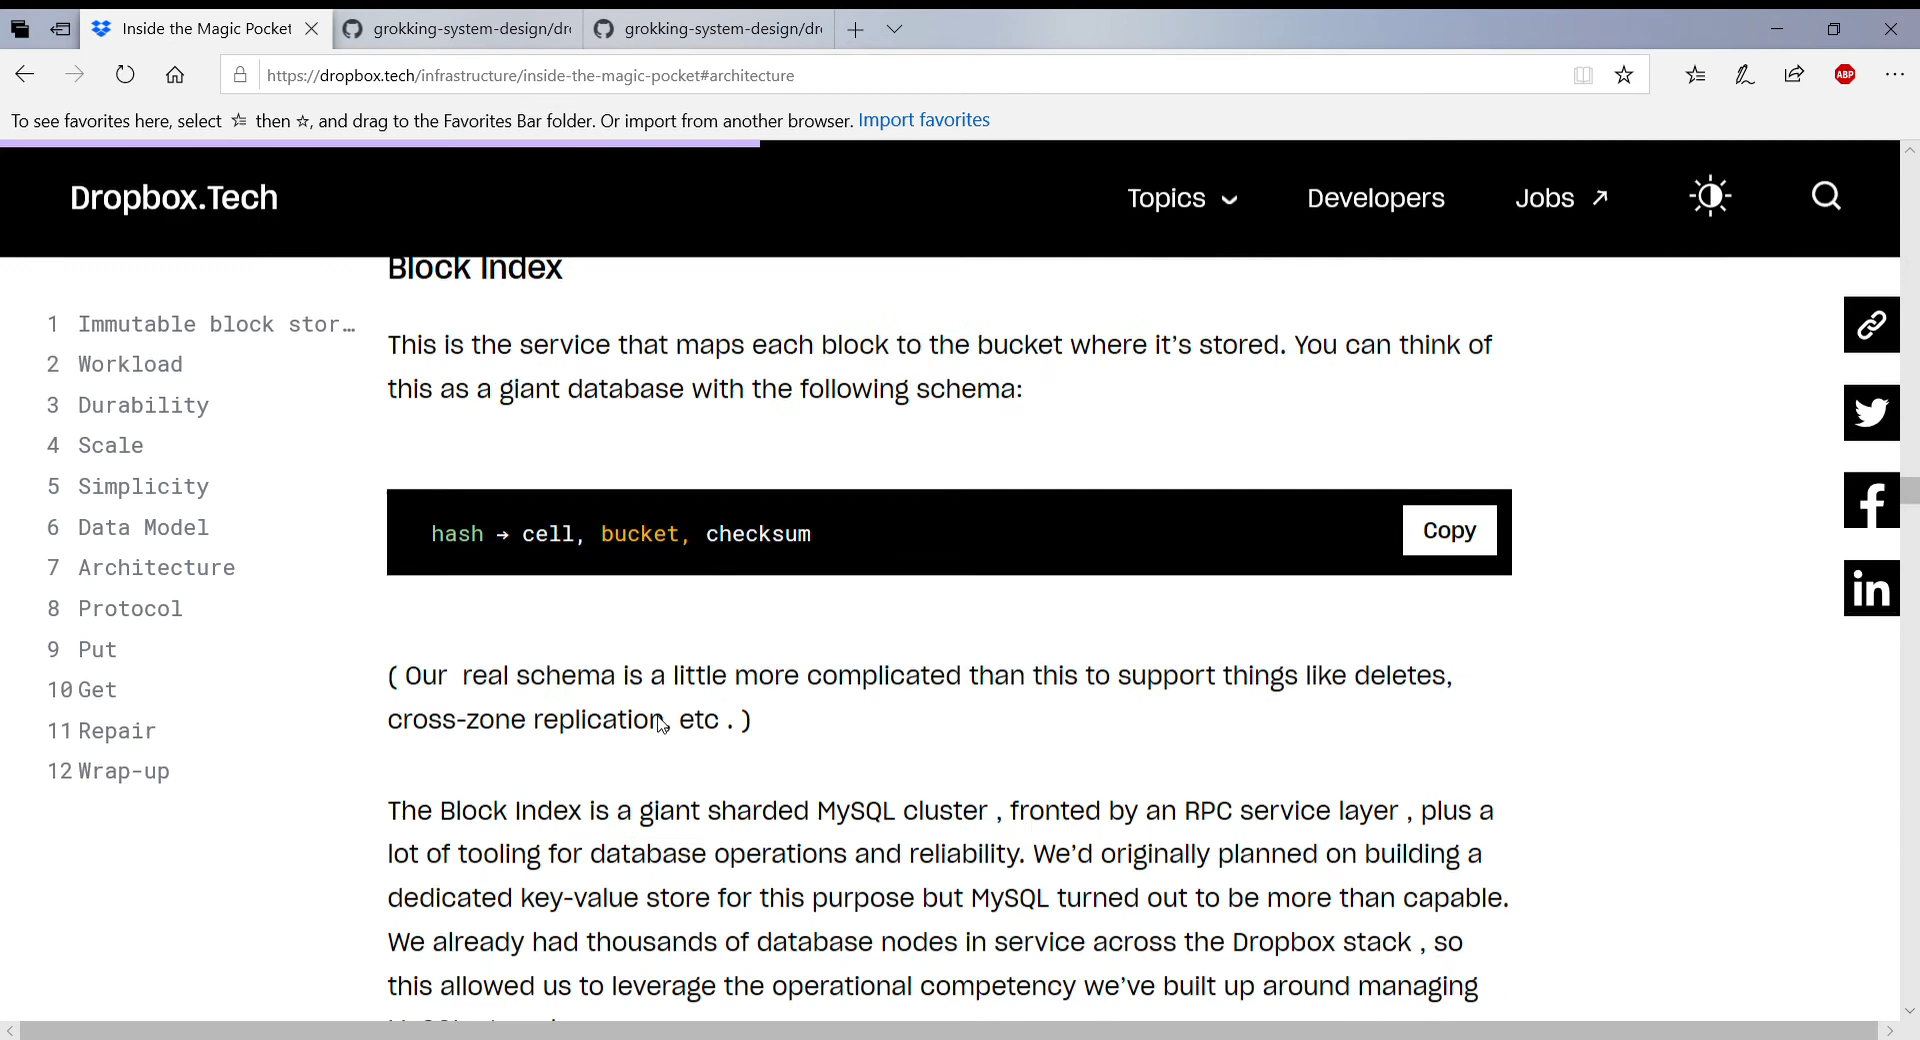 Inside the Magic Pocket
grokking-system-design/dr
grokking-system-design/dr
https://dropbox.tech/infrastructure/inside-the-magic-pocket#architecture
ABP
To see favorites here, select then , and drag to the Favorites Bar folder. Or import from another browser. Import favorites
Dropbox.Tech
Topics
Developers
Jobs ↗
Block Index
1 Immutable block stor…
2 Workload
3 Durability
4 Scale
5 Simplicity
6 Data Model
7 Architecture
8 Protocol
9 Put
10 Get
11 Repair
12 Wrap-up
This is the service that maps each block to the bucket where it’s stored. You can think of
this as a giant database with the following schema:
hash → cell, bucket, checksum
Copy
( Our real schema is a little more complicated than this to support things like deletes,
cross-zone replication, etc . )
The Block Index is a giant sharded MySQL cluster , fronted by an RPC service layer , plus a
lot of tooling for database operations and reliability. We’d originally planned on building a
dedicated key-value store for this purpose but MySQL turned out to be more than capable.
We already had thousands of database nodes in service across the Dropbox stack , so
this allowed us to leverage the operational competency we’ve built up around managing
f
in